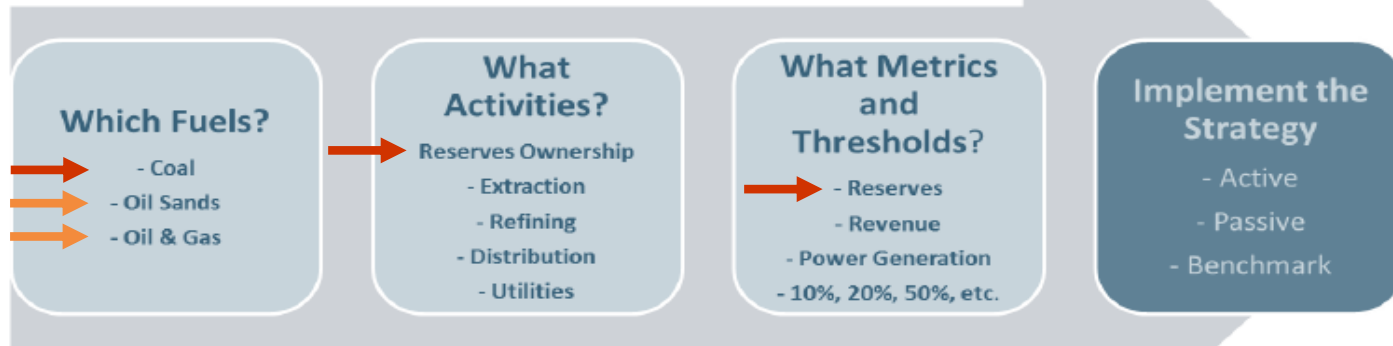 Which Fuels?
- Coal
- Oil Sands
- Oil & Gas
What
Activities?
Reserves Ownership
- Extraction
- Refining
- Distribution
- Utilities
What Metrics
and
Thresholds?
- Reserves
- Revenue
- Power Generation
- 10%, 20%, 50%, etc.
Implement the
Strategy
- Active
- Passive
- Benchmark